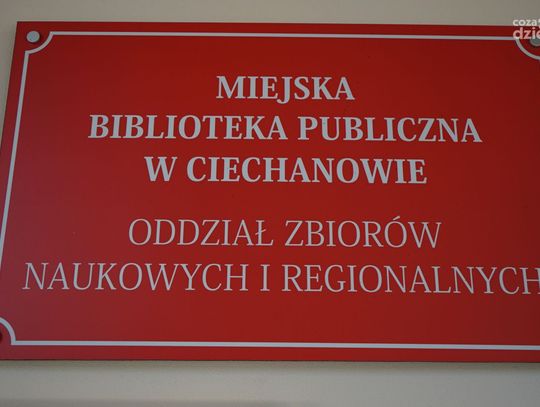 MIEJSKA
BIBLIOTEKA PUBLICZNA
W CIECHANOWIE
ODDZIAŁ ZBIORÓW
NAUKOWYCH I REGIONALNYCH